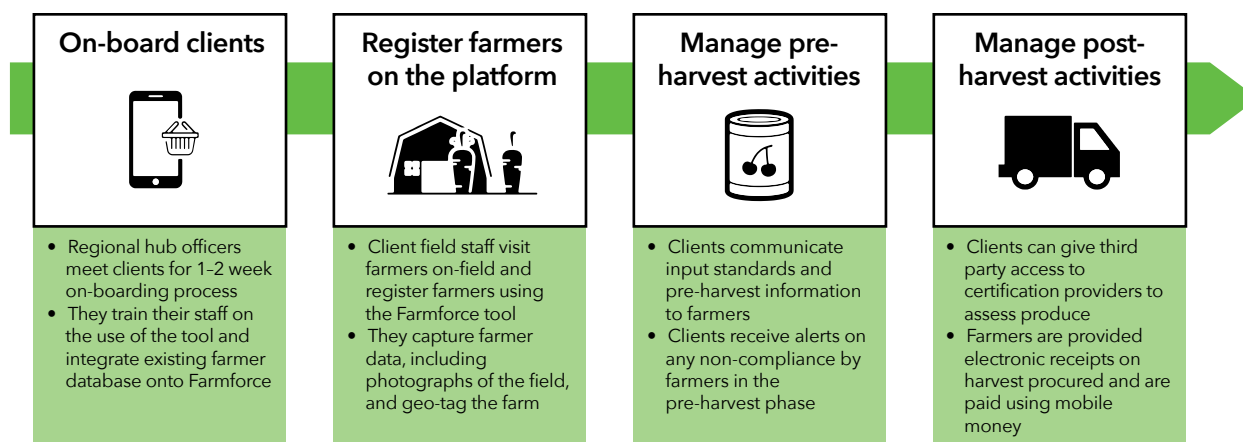 On-board clients
• Regional hub officers
meet clients for 1–2 week
on-boarding process
• They train their staff on
the use of the tool and
integrate existing farmer
database onto Farmforce
Register farmers
on the platform
• Client field staff visit
farmers on-field and
register farmers using
the Farmforce tool
• They capture farmer
data, including
photographs of the field,
and geo-tag the farm
Manage pre-
harvest activities
• Clients communicate
input standards and
pre-harvest information
to farmers
• Clients receive alerts on
any non-compliance by
farmers in the
pre-harvest phase
Manage post-
harvest activities
• Clients can give third
party access to
certification providers to
assess produce
• Farmers are provided
electronic receipts on
harvest procured and are
paid using mobile
money